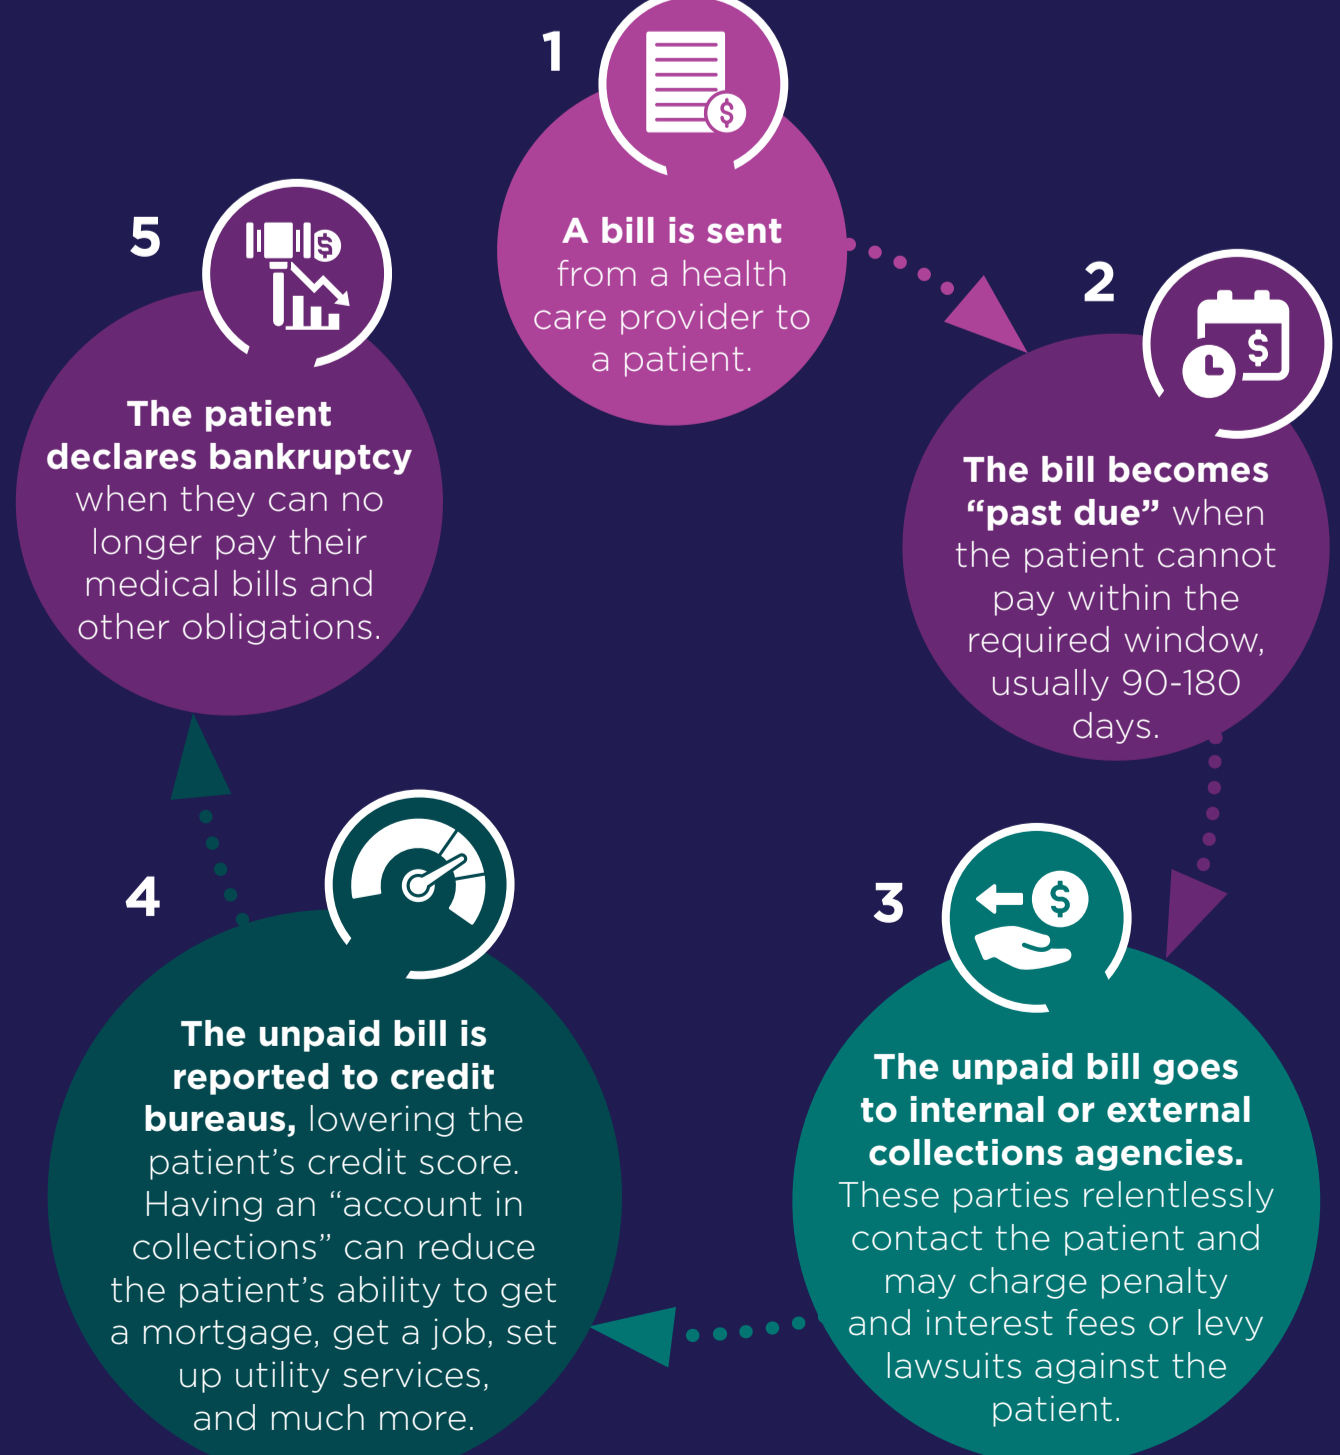 1
$
A bill is sent
from a health
care provider to
a patient.
2
$
The bill becomes
“past due” when
the patient cannot
pay within the
required window,
usually 90-180
days.
3
$
The unpaid bill goes
to internal or external
collections agencies.
These parties relentlessly
contact the patient and
may charge penalty
and interest fees or levy
lawsuits against the
patient.
4
The unpaid bill is
reported to credit
bureaus, lowering the
patient’s credit score.
Having an “account in
collections” can reduce
the patient’s ability to get
a mortgage, get a job, set
up utility services,
and much more.
5
$
The patient
declares bankruptcy
when they can no
longer pay their
medical bills and
other obligations.